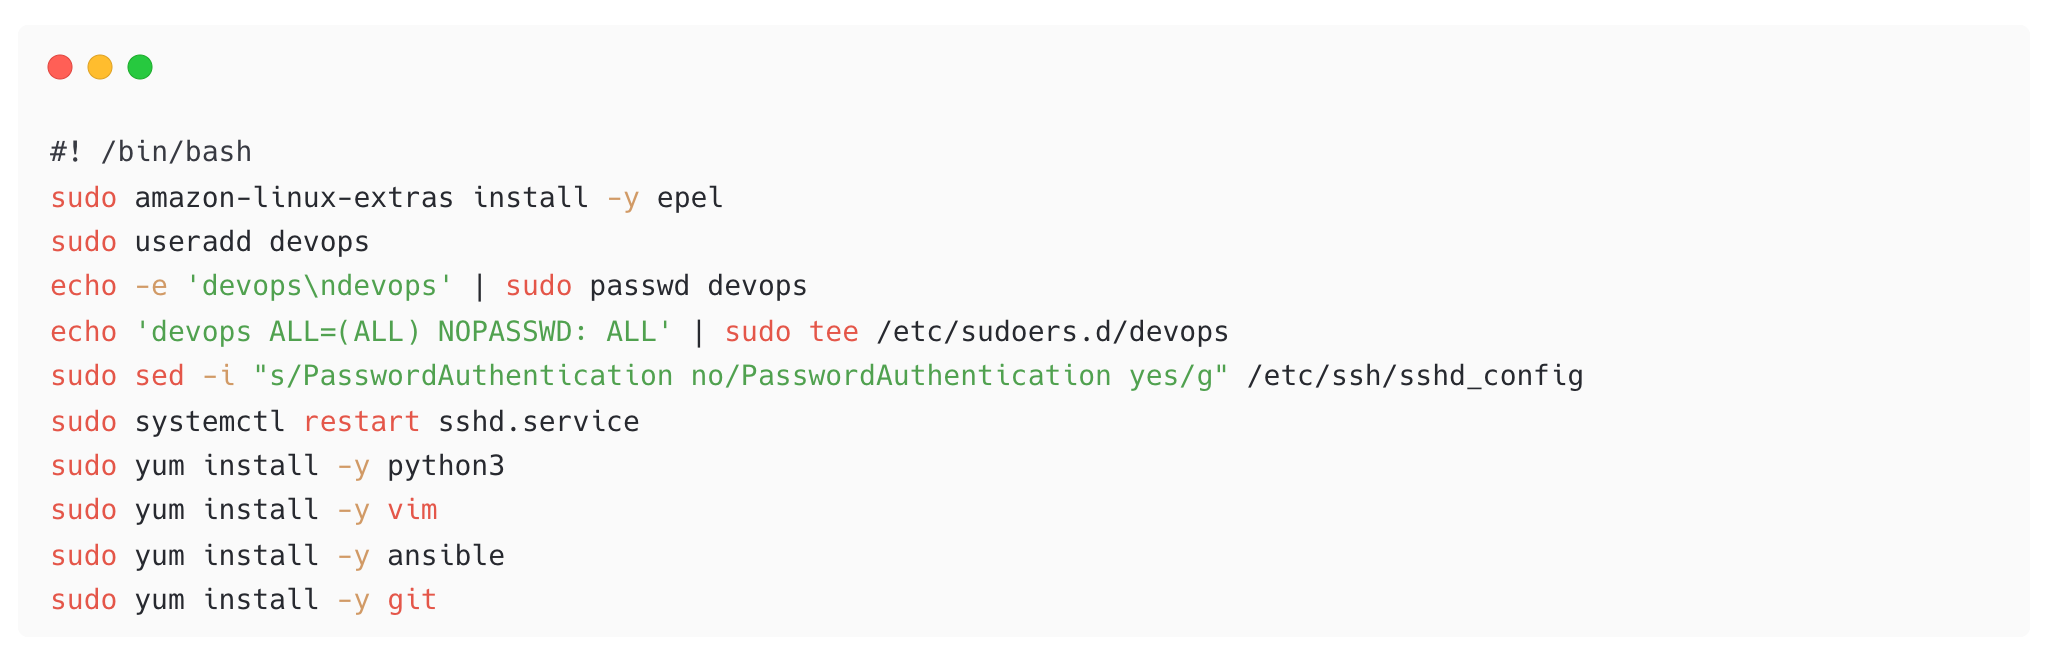 #! /bin/bash
sudo amazon-linux-extras install -y epel
sudo useradd devops
echo -e 'devops\ndevops' | sudo passwd devops
echo 'devops ALL=(ALL) NOPASSWD: ALL' | sudo tee /etc/sudoers.d/devops
sudo sed -i "s/PasswordAuthentication no/PasswordAuthentication yes/g" /etc/ssh/sshd_config
sudo systemctl restart sshd.service
sudo yum install -y python3
sudo yum install -y vim
sudo yum install -y ansible
sudo yum install -y git